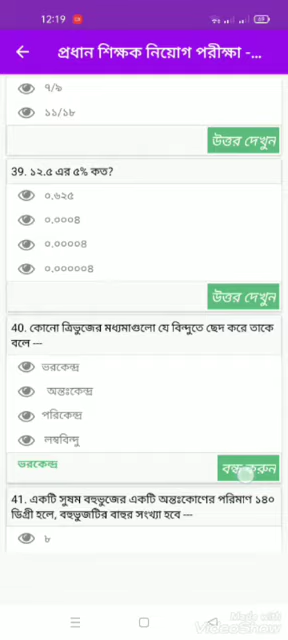 12:19
প্রধান শিক্ষক নিয়োগ পরীক্ষা -...
৭/৯
১১/১৮
উত্তর দেখুন
39. ১২.৫ এর ৫% কত?
০.৬২৫
০.০০০৪
০.০০০০৪
০.০০০০০৪
উত্তর দেখুন
40. কোনো ত্রিভুজের মধ্যমাগুলো যে বিন্দুতে ছেদ করে তাকে
বলে ---
ভরকেন্দ্র
অন্তঃকেন্দ্র
পরিকেন্দ্র
লম্ববিন্দু
ভরকেন্দ্র
বন্ধ করুন
41. একটি সুষম বহুভুজের একটি অন্তঃকোণের পরিমাণ ১৪০
ডিগ্রী হলে, বহুভুজটির বাহুর সংখ্যা হবে ---
৮
Made with
VideoShow